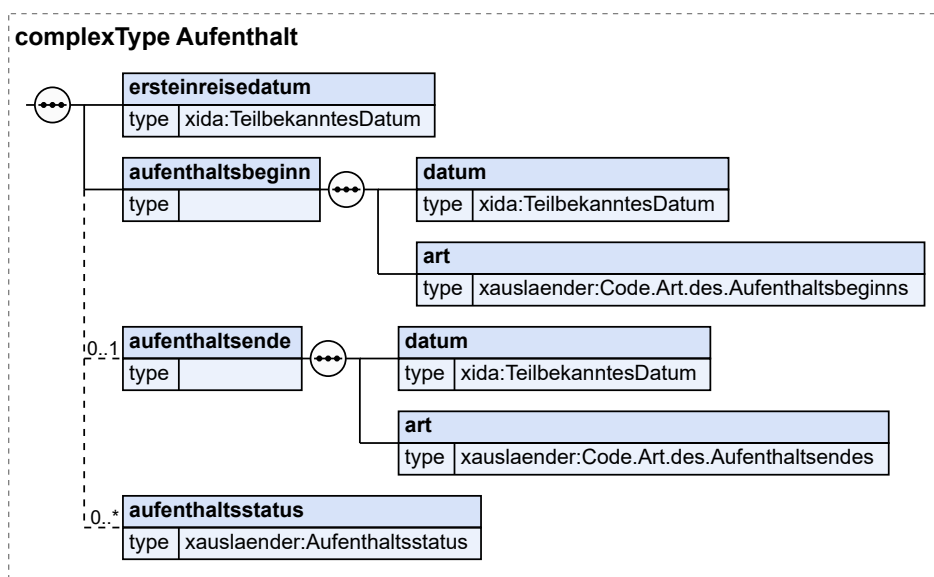 complexType Aufenthalt
ersteinreisedatum
type xida:TeilbekanntesDatum
aufenthaltsbeginn
type
datum
type xida:TeilbekanntesDatum
art
type xauslaender:Code.Art.des.Aufenthaltsbeginns
0..1
aufenthaltsende
type
datum
type xida:TeilbekanntesDatum
art
type xauslaender:Code.Art.des.Aufenthaltsendes
0..*
aufenthaltsstatus
type xauslaender:Aufenthaltsstatus